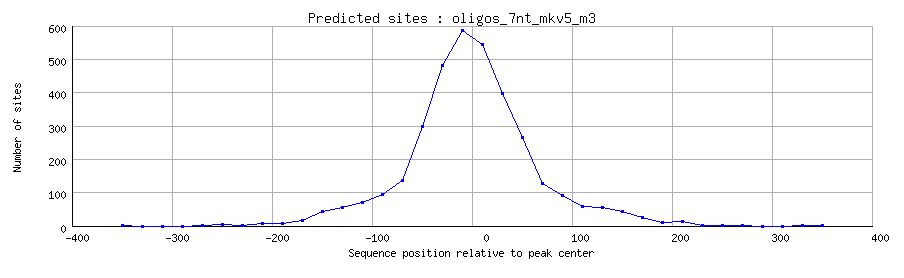 Predicted sites : oligos_7nt_mkv5_m3
600
500
400
300
200
100
0
Number of sites
-400 -300 -200 -100 0 100 200 300 400
Sequence position relative to peak center